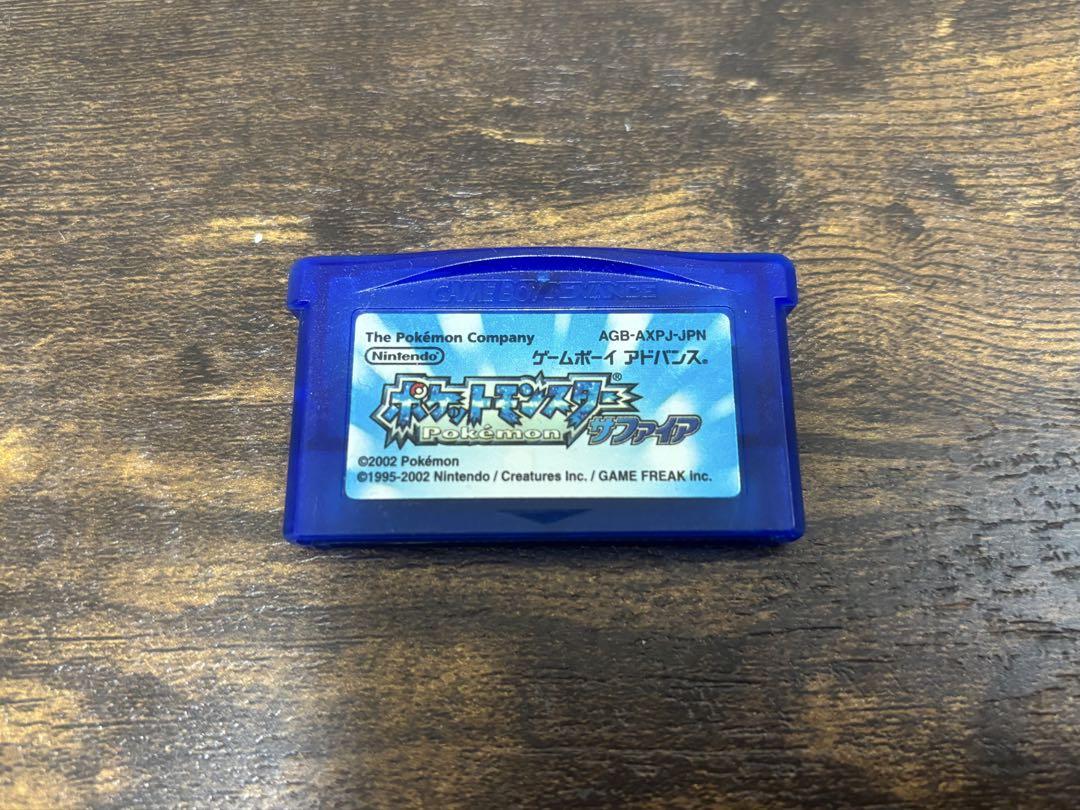 GAME BOY ADVANCE
The Pokémon Company AGB-AXPJ-JPN
Nintendo ゲームボーイ アドバンス®
ポケットモンスター®
Pokémon サファイア
©2002 Pokémon
©1995-2002 Nintendo / Creatures Inc. / GAME FREAK inc.